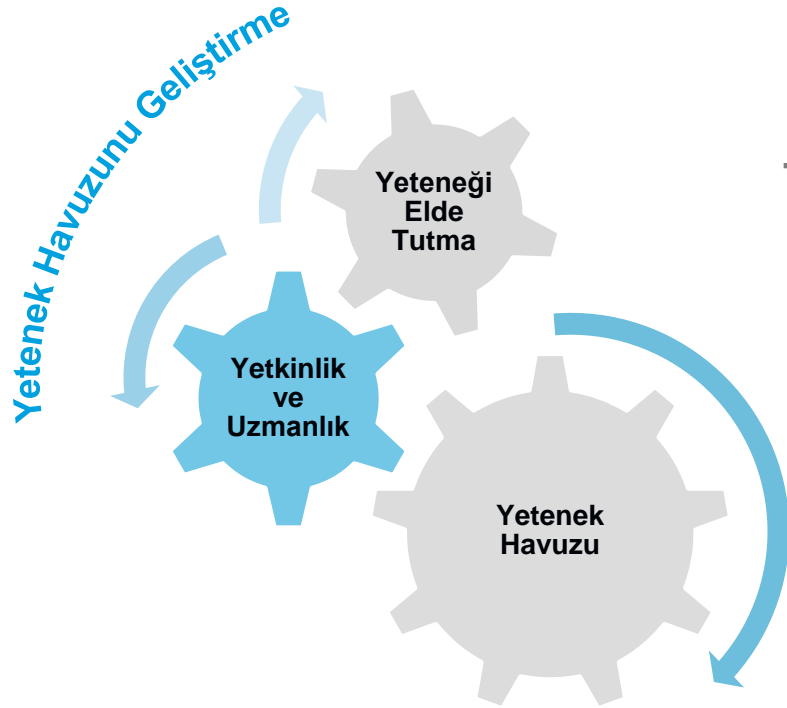 Yetenek Havuzunu Geliştirme
Yeteneği
Elde
Tutma
Yetkinlik
ve
Uzmanlık
Yetenek
Havuzu